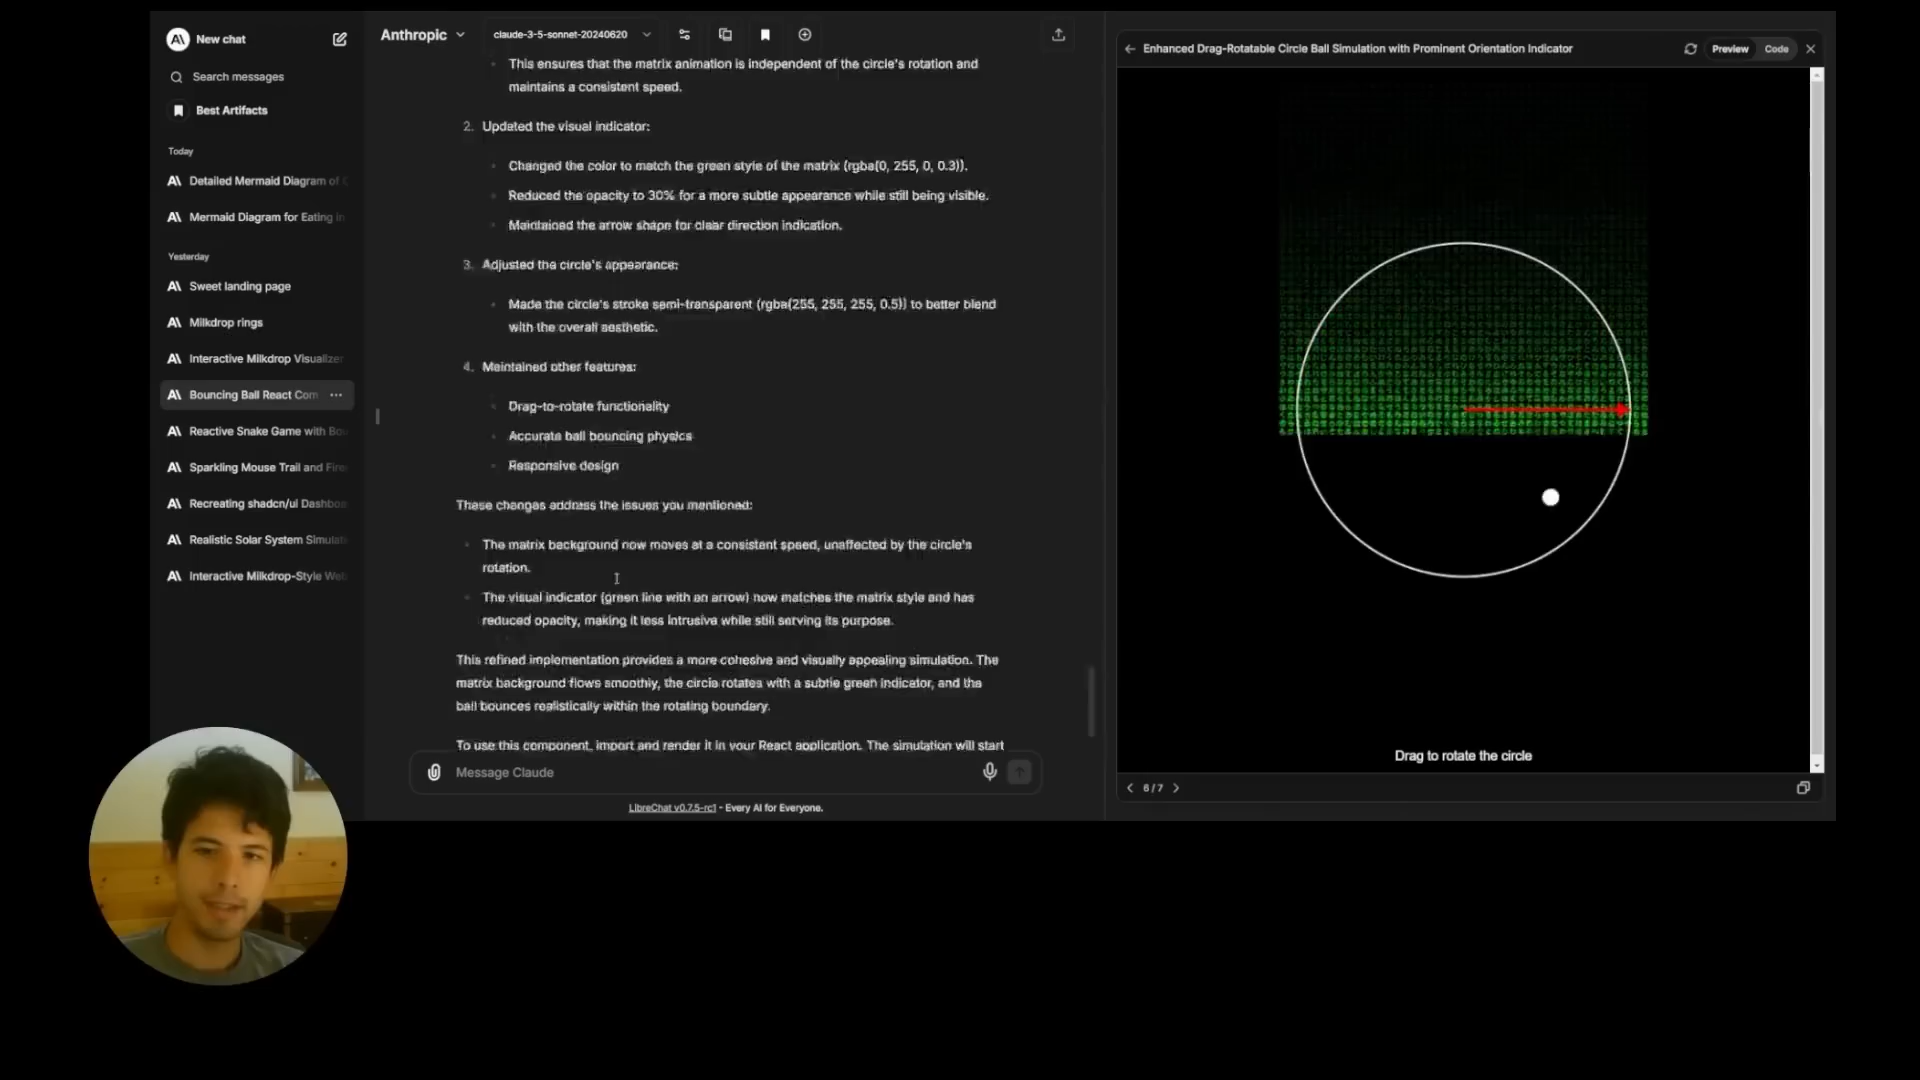 New chat
Search messages
Best Artifacts
Today
Detailed Mermaid Diagram of
Mermaid Diagram for Eating in
Yesterday
Sweet landing page
Milkdrop rings
Interactive Milkdrop Visualizer
Bouncing Ball React Com
Reactive Snake Game with Bo
Sparkling Mouse Trail and Fire
Recreating shadcn/ui Dashboa
Realistic Solar System Simulati
Interactive Milkdrop-Style Web
Anthropic
claude-3-5-sonnet-20240620
This ensures that the matrix animation is independent of the circle's rotation and
maintains a consistent speed.
2. Updated the visual indicator:
Changed the color to match the green style of the matrix (rgba(0, 255, 0, 0.3)).
Reduced the opacity to 30% for a more subtle appearance while still being visible.
Maintained the arrow shape for clear direction indication.
3. Adjusted the circle's appearance:
Made the circle's stroke semi-transparent (rgba(255, 255, 255, 0.5)) to better blend
with the overall aesthetic.
4. Maintained other features:
Drag-to-rotate functionality
Accurate ball bouncing physics
Responsive design
These changes address the issues you mentioned:
The matrix background now moves at a consistent speed, unaffected by the circle's
rotation.
The visual indicator (green line with an arrow) now matches the matrix style and has
reduced opacity, making it less intrusive while still serving its purpose.
This refined implementation provides a more cohesive and visually appealing simulation. The
matrix background flows smoothly, the circle rotates with a subtle green indicator, and the
ball bounces realistically within the rotating boundary.
To use this component, import and render it in your React application. The simulation will start
Message Claude
LibreChat v0.7.5-rc1 - Every AI for Everyone.
Enhanced Drag-Rotatable Circle Ball Simulation with Prominent Orientation Indicator
Preview
Code
Drag to rotate the circle
6 / 7